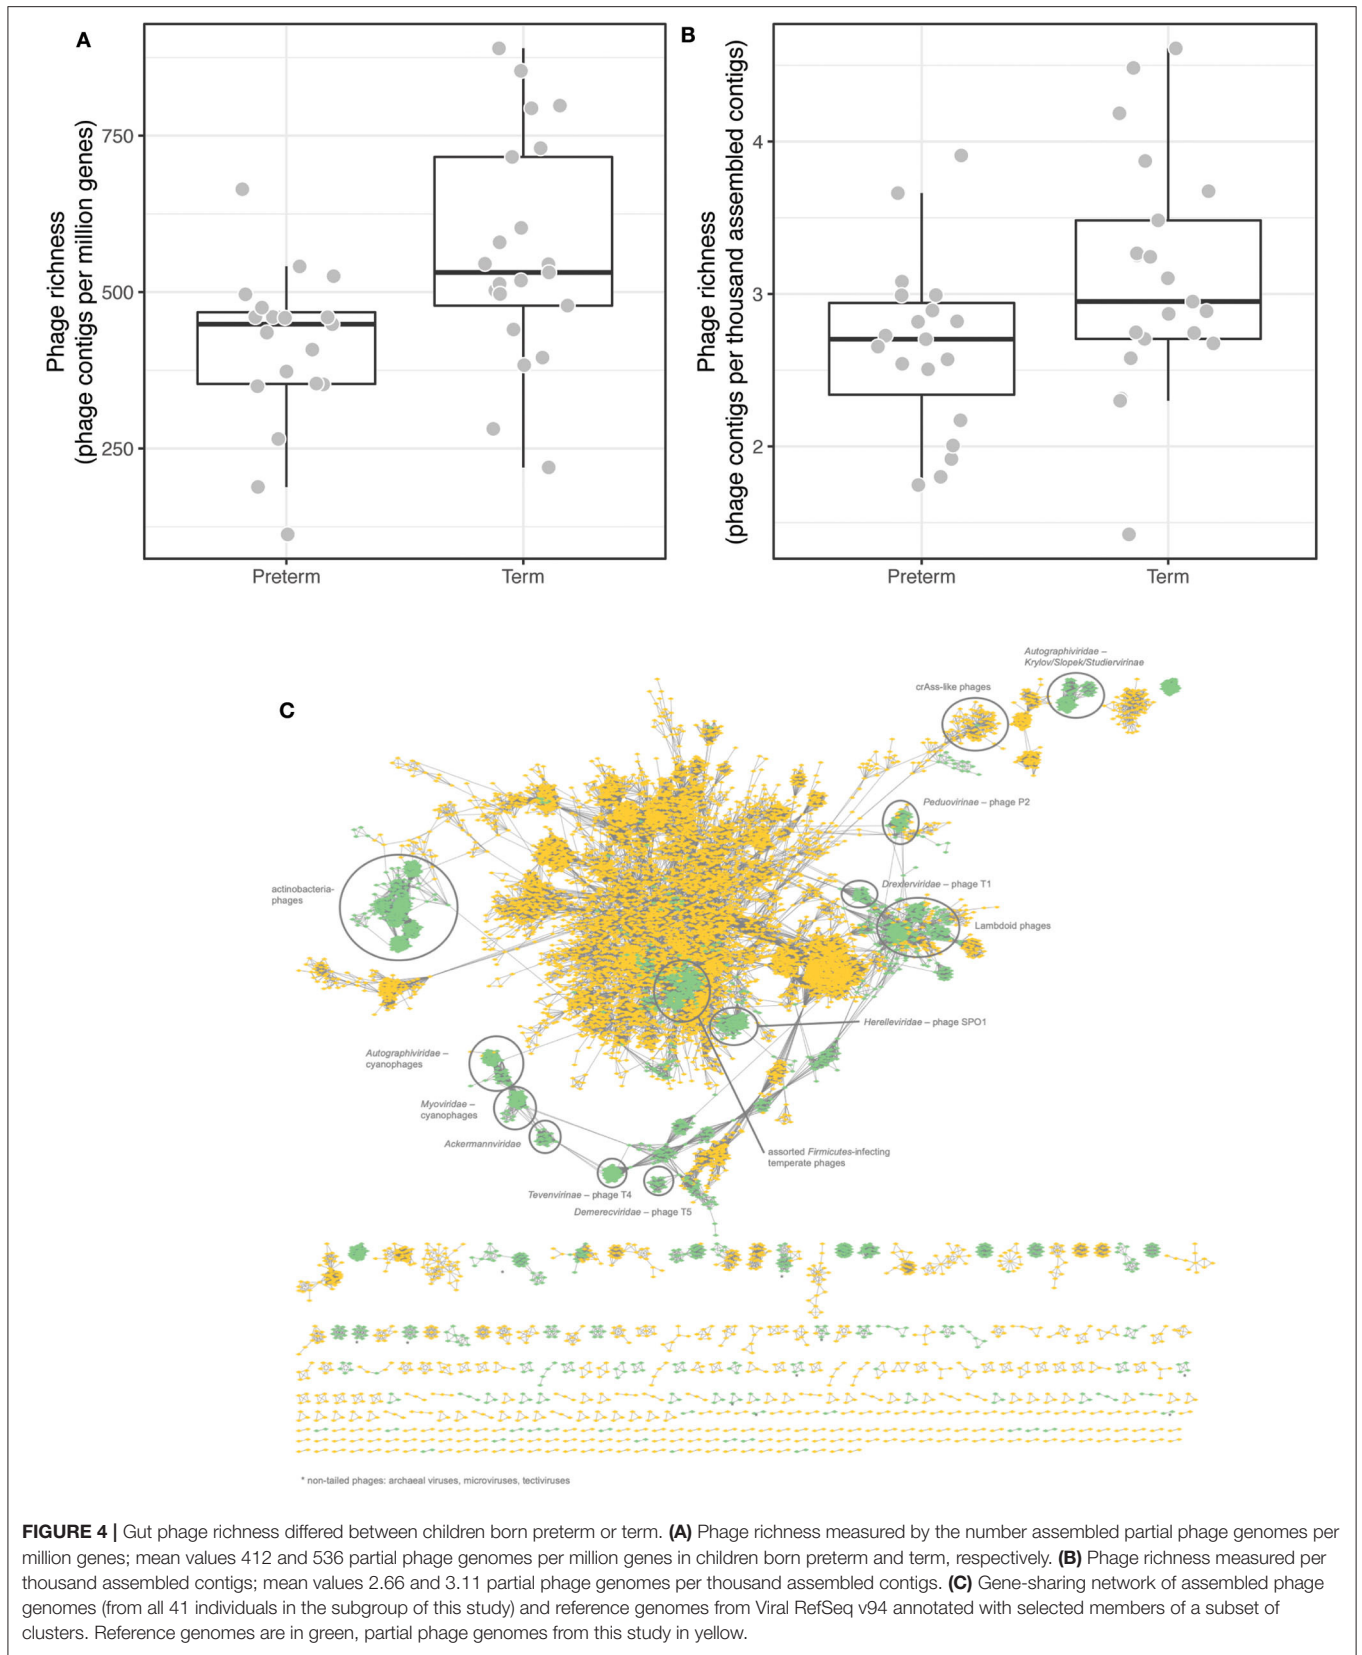 A
Phage richness
(phage contigs per million genes)
750
500
250
Preterm
Term
B
Phage richness
(phage contigs per thousand assembled contigs)
4
3
2
Preterm
Term
C
Autographiviridae –
Krylov/Slopek/Studiervirinae
crAss-like phages
Peduovirinae – phage P2
actinobacteria-
phages
Drexlerviridae – phage T1
Lambdoid phages
Herelleviridae – phage SPO1
Autographiviridae –
cyanophages
Myoviridae –
cyanophages
Ackermannviridae
assorted Firmicutes-infecting
temperate phages
Tevenvirinae – phage T4
Demerecviridae – phage T5
* non-tailed phages: archaeal viruses, microviruses, tectiviruses
FIGURE 4 | Gut phage richness differed between children born preterm or term. (A) Phage richness measured by the number assembled partial phage genomes per
million genes; mean values 412 and 536 partial phage genomes per million genes in children born preterm and term, respectively. (B) Phage richness measured per
thousand assembled contigs; mean values 2.66 and 3.11 partial phage genomes per thousand assembled contigs. (C) Gene-sharing network of assembled phage
genomes (from all 41 individuals in the subgroup of this study) and reference genomes from Viral RefSeq v94 annotated with selected members of a subset of
clusters. Reference genomes are in green, partial phage genomes from this study in yellow.